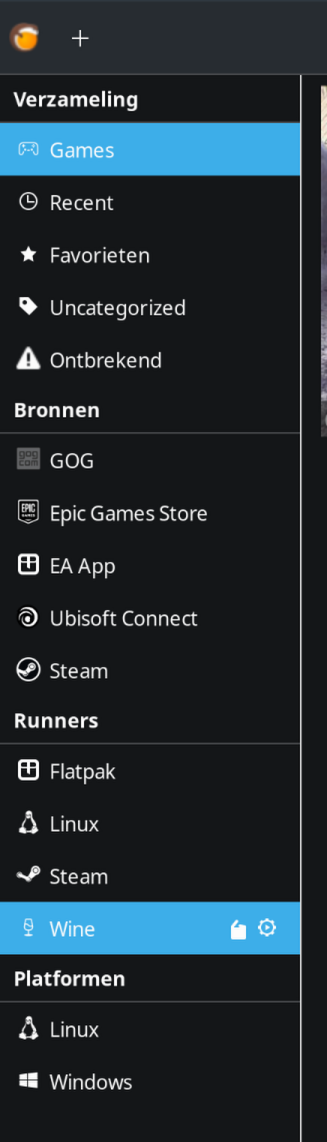 Verzameling
Games
Recent
Favorieten
Uncategorized
Ontbrekend
Bronnen
GOG
Epic Games Store
EA App
Ubisoft Connect
Steam
Runners
Flatpak
Linux
Steam
Wine
Platformen
Linux
Windows